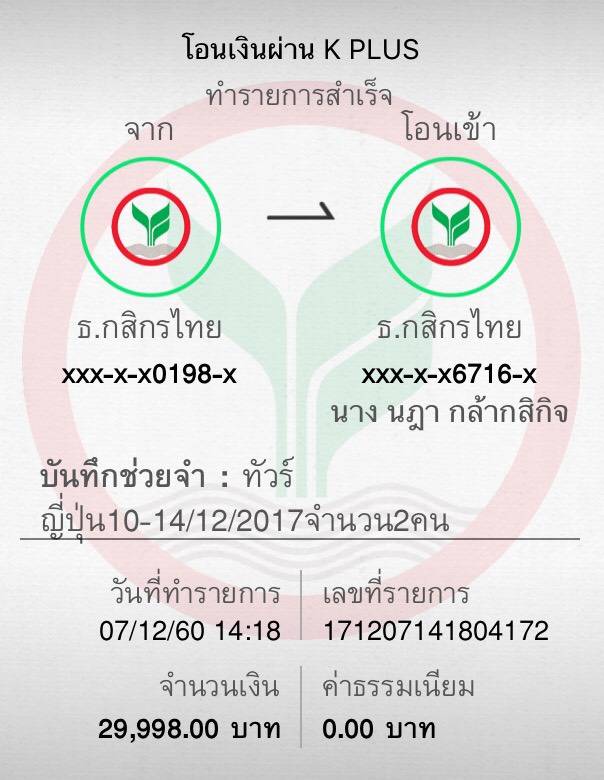 โอนเงินผ่าน K PLUS
ทำรายการสำเร็จ
จาก
โอนเข้า
ธ.กสิกรไทย
ธ.กสิกรไทย
xxx-x-x0198-x
xxx-x-x6716-x
นาง นฎา กล้ากสิกิจ
บันทึกช่วยจำ : ทัวร์
ญี่ปุ่น10-14/12/2017จำนวน2คน
วันที่ทำรายการ
เลขที่รายการ
07/12/60 14:18
171207141804172
จำนวนเงิน
ค่าธรรมเนียม
29,998.00 บาท
0.00 บาท